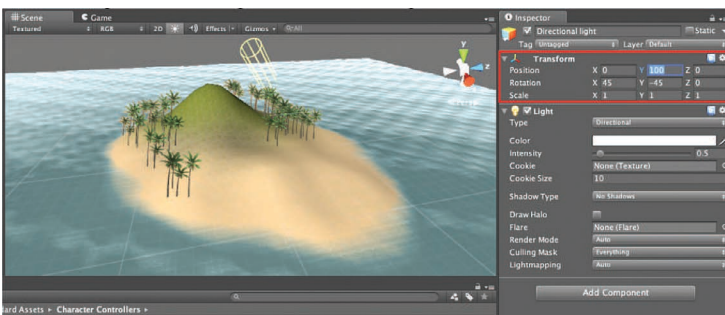 Scene Game
Textured RGB 2D Effects Gizmos All
y
z
Persp
ard Assets Character Controllers
Inspector
Directional light Static
Tag Untagged Layer Default
Transform
Position X 0 Y 100 Z 0
Rotation X 45 Y -45 Z 0
Scale X 1 Y 1 Z 1
Light
Type Directional
Color
Intensity 0.5
Cookie None (Texture)
Cookie Size 10
Shadow Type No Shadows
Draw Halo
Flare None (Flare)
Render Mode Auto
Culling Mask Everything
Lightmapping Auto
Add Component